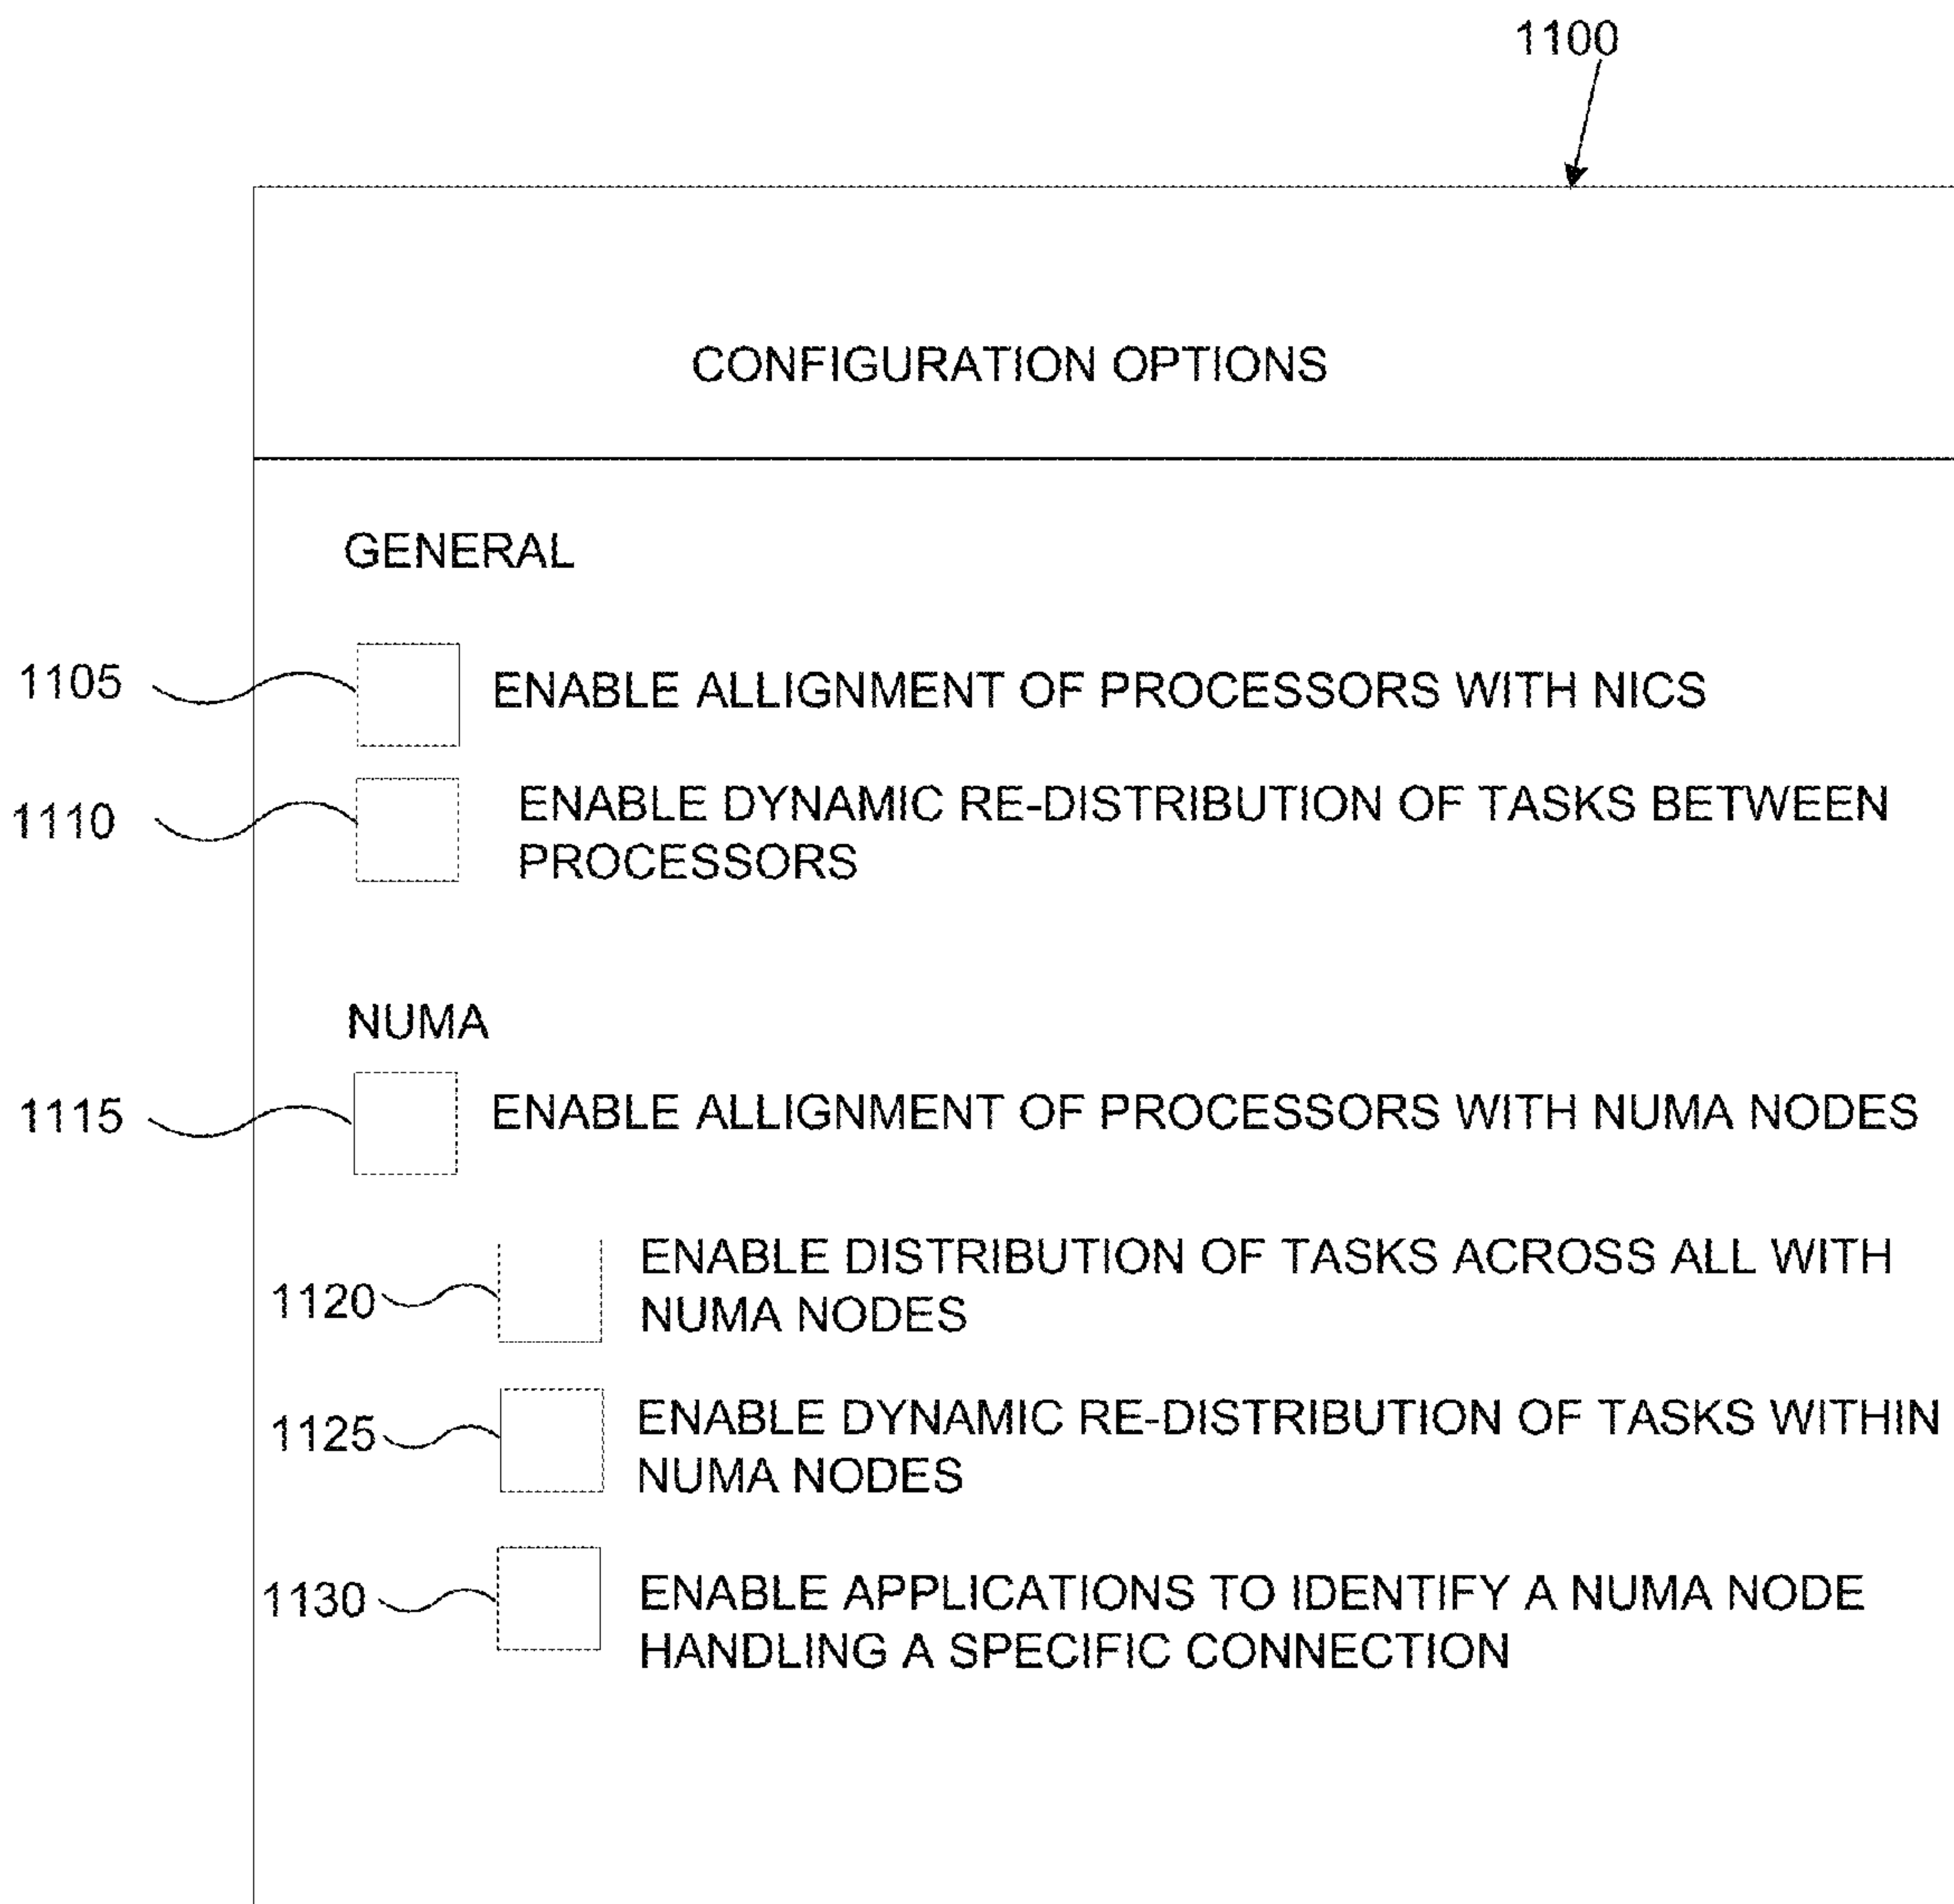 1100
CONFIGURATION OPTIONS
GENERAL
1105 ENABLE ALLIGNMENT OF PROCESSORS WITH NICS
1110 ENABLE DYNAMIC RE-DISTRIBUTION OF TASKS BETWEEN
PROCESSORS
NUMA
1115 ENABLE ALLIGNMENT OF PROCESSORS WITH NUMA NODES
1120 ENABLE DISTRIBUTION OF TASKS ACROSS ALL WITH
NUMA NODES
1125 ENABLE DYNAMIC RE-DISTRIBUTION OF TASKS WITHIN
NUMA NODES
1130 ENABLE APPLICATIONS TO IDENTIFY A NUMA NODE
HANDLING A SPECIFIC CONNECTION